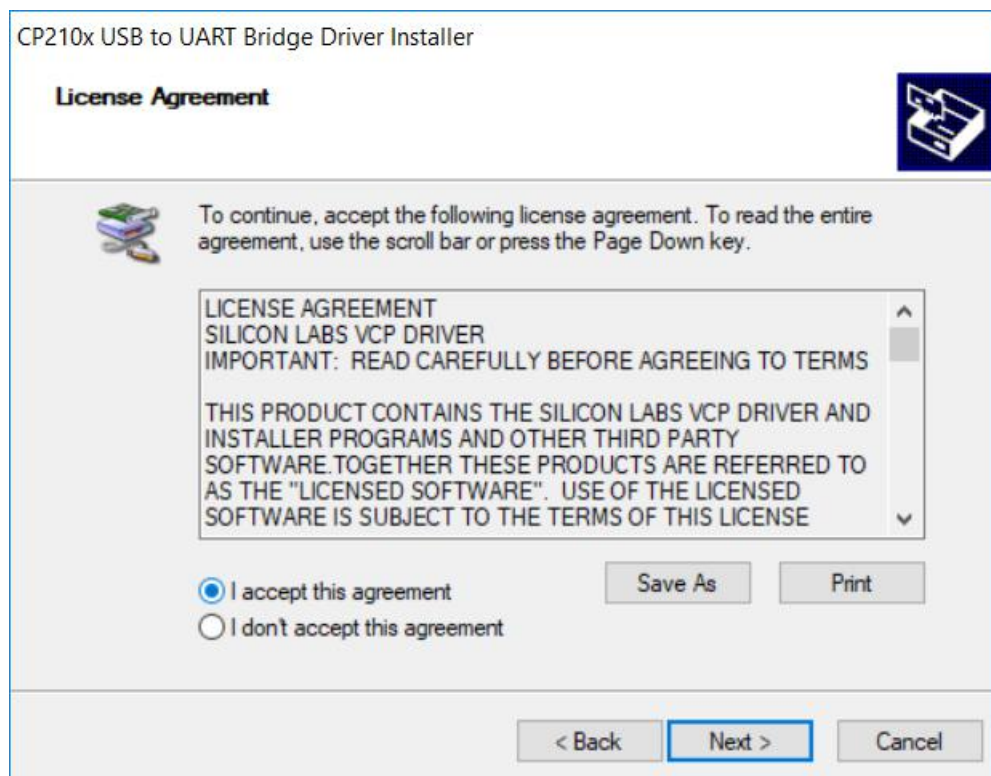 CP210x USB to UART Bridge Driver Installer
License Agreement
To continue, accept the following license agreement. To read the entire
agreement, use the scroll bar or press the Page Down key.
LICENSE AGREEMENT
SILICON LABS VCP DRIVER
IMPORTANT:  READ CAREFULLY BEFORE AGREEING TO TERMS
THIS PRODUCT CONTAINS THE SILICON LABS VCP DRIVER AND
INSTALLER PROGRAMS AND OTHER THIRD PARTY
SOFTWARE.TOGETHER THESE PRODUCTS ARE REFERRED TO
AS THE "LICENSED SOFTWARE".  USE OF THE LICENSED
SOFTWARE IS SUBJECT TO THE TERMS OF THIS LICENSE
I accept this agreement
Save As
Print
I don't accept this agreement
< Back
Next >
Cancel